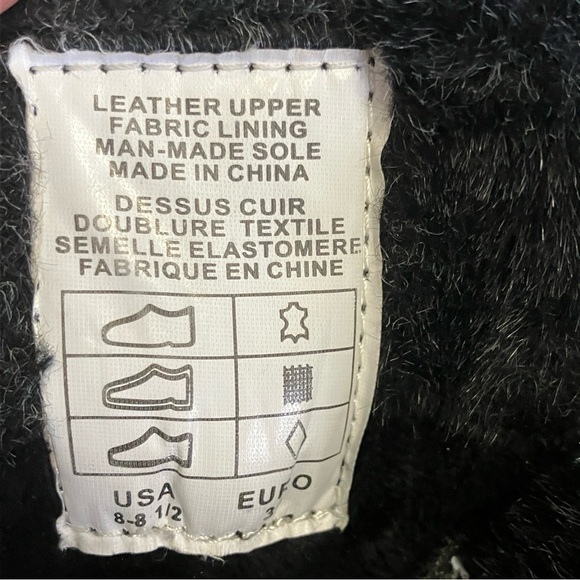 LEATHER UPPER
FABRIC LINING
MAN-MADE SOLE
MADE IN CHINA
DESSUS CUIR
DOUBLURE TEXTILE
SEMELLE ELASTOMERE
FABRIQUE EN CHINE
USA EURO
8-8 1/2 3